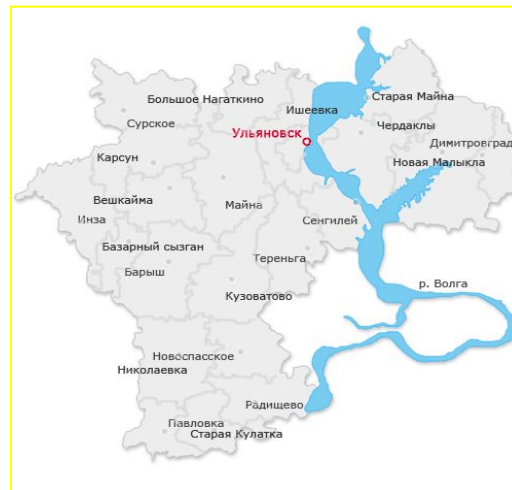 Большое Нагаткино
Старая Майна
Ишеевка
Сурское
Ульяновск
Чердаклы
Димитровград
Карсун
Новая Малыкла
Вешкайма
Майна
Инза
Сенгилей
Базарный сызган
Тереньга
Барыш
р. Волга
Кузоватово
Новоспасское
Николаевка
Радищево
Павловка
Старая Кулатка